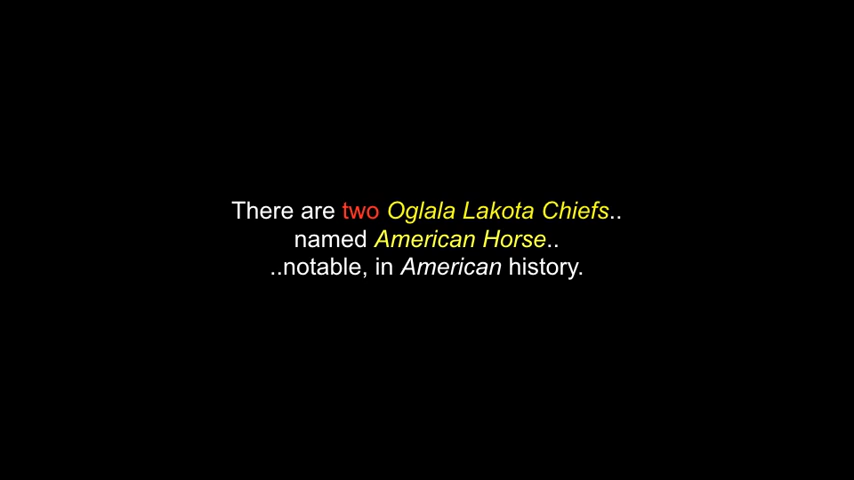 There are two Oglala Lakota Chiefs..
named American Horse..
..notable, in American history.